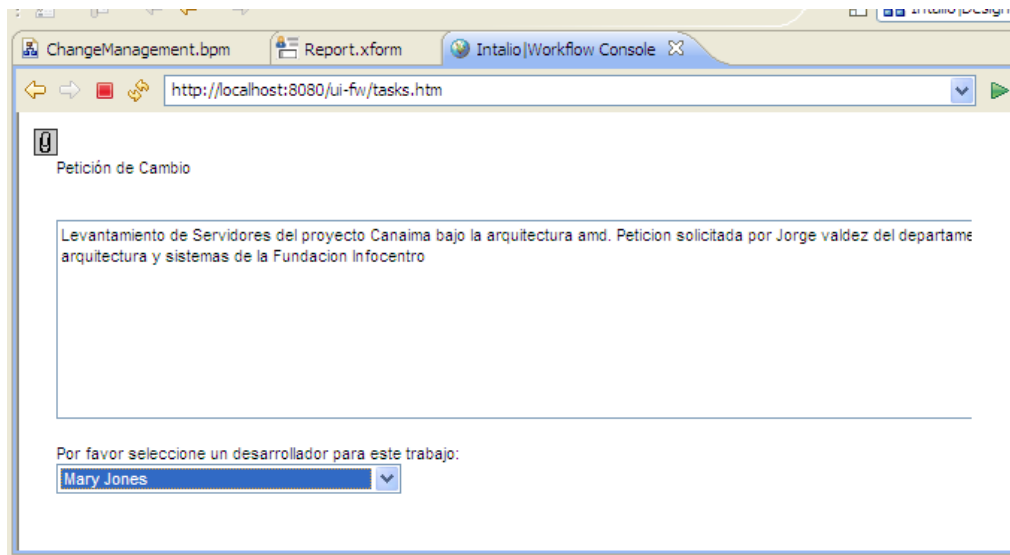 Intalio|Design
ChangeManagement.bpm Report.xform Intalio|Workflow Console
http://localhost:8080/ui-fw/tasks.htm
Petición de Cambio
Levantamiento de Servidores del proyecto Canaima bajo la arquitectura amd. Peticion solicitada por Jorge valdez del departame
arquitectura y sistemas de la Fundacion Infocentro
Por favor seleccione un desarrollador para este trabajo:
Mary Jones